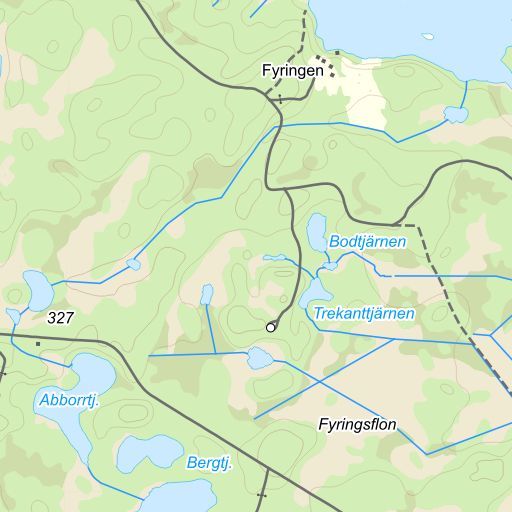 Fyringen
Bodtjärnen
Trekanttjärnen
327
Abborrtj.
Fyringsflon
Bergtj.